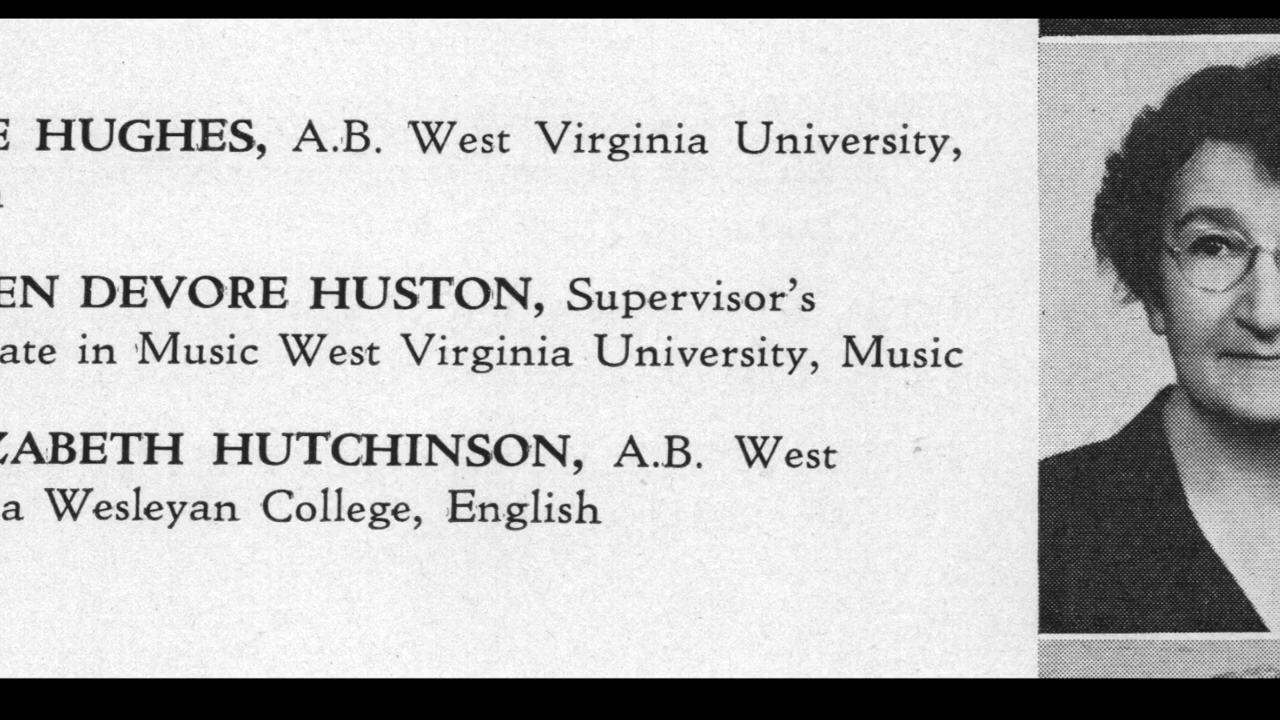 E HUGHES, A.B. West Virginia University,
EN DEVORE HUSTON, Supervisor's
ate in Music West Virginia University, Music
ZABETH HUTCHINSON, A.B. West
a Wesleyan College, English